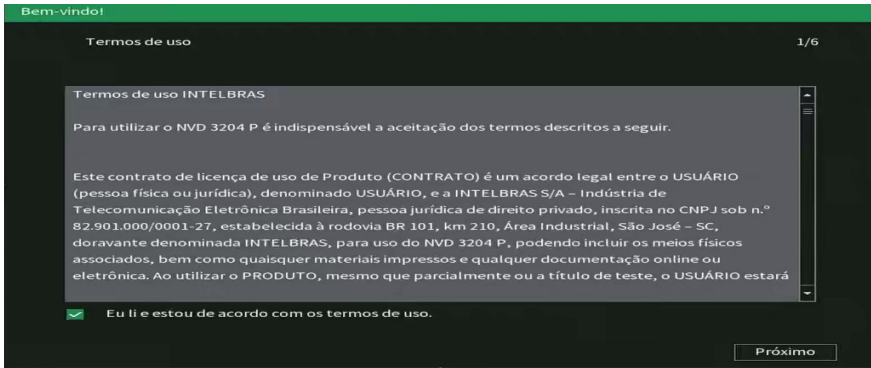 Bem-vindo!
Termos de uso
1/6
Termos de uso INTELBRAS
Para utilizar o NVD 3204 P é indispensável a aceitação dos termos descritos a seguir.
Este contrato de licença de uso de Produto (CONTRATO) é um acordo legal entre o USUÁRIO
(pessoa física ou jurídica), denominado USUÁRIO, e a INTELBRAS S/A – Indústria de
Telecomunicação Eletrônica Brasileira, pessoa jurídica de direito privado, inscrita no CNPJ sob n.º
82.901.000/0001-27, estabelecida à rodovia BR 101, km 210, Área Industrial, São José – SC,
doravante denominada INTELBRAS, para uso do NVD 3204 P, podendo incluir os meios físicos
associados, bem como quaisquer materiais impressos e qualquer documentação online ou
eletrônica. Ao utilizar o PRODUTO, mesmo que parcialmente ou a título de teste, o USUÁRIO estará
Eu li e estou de acordo com os termos de uso.
Próximo